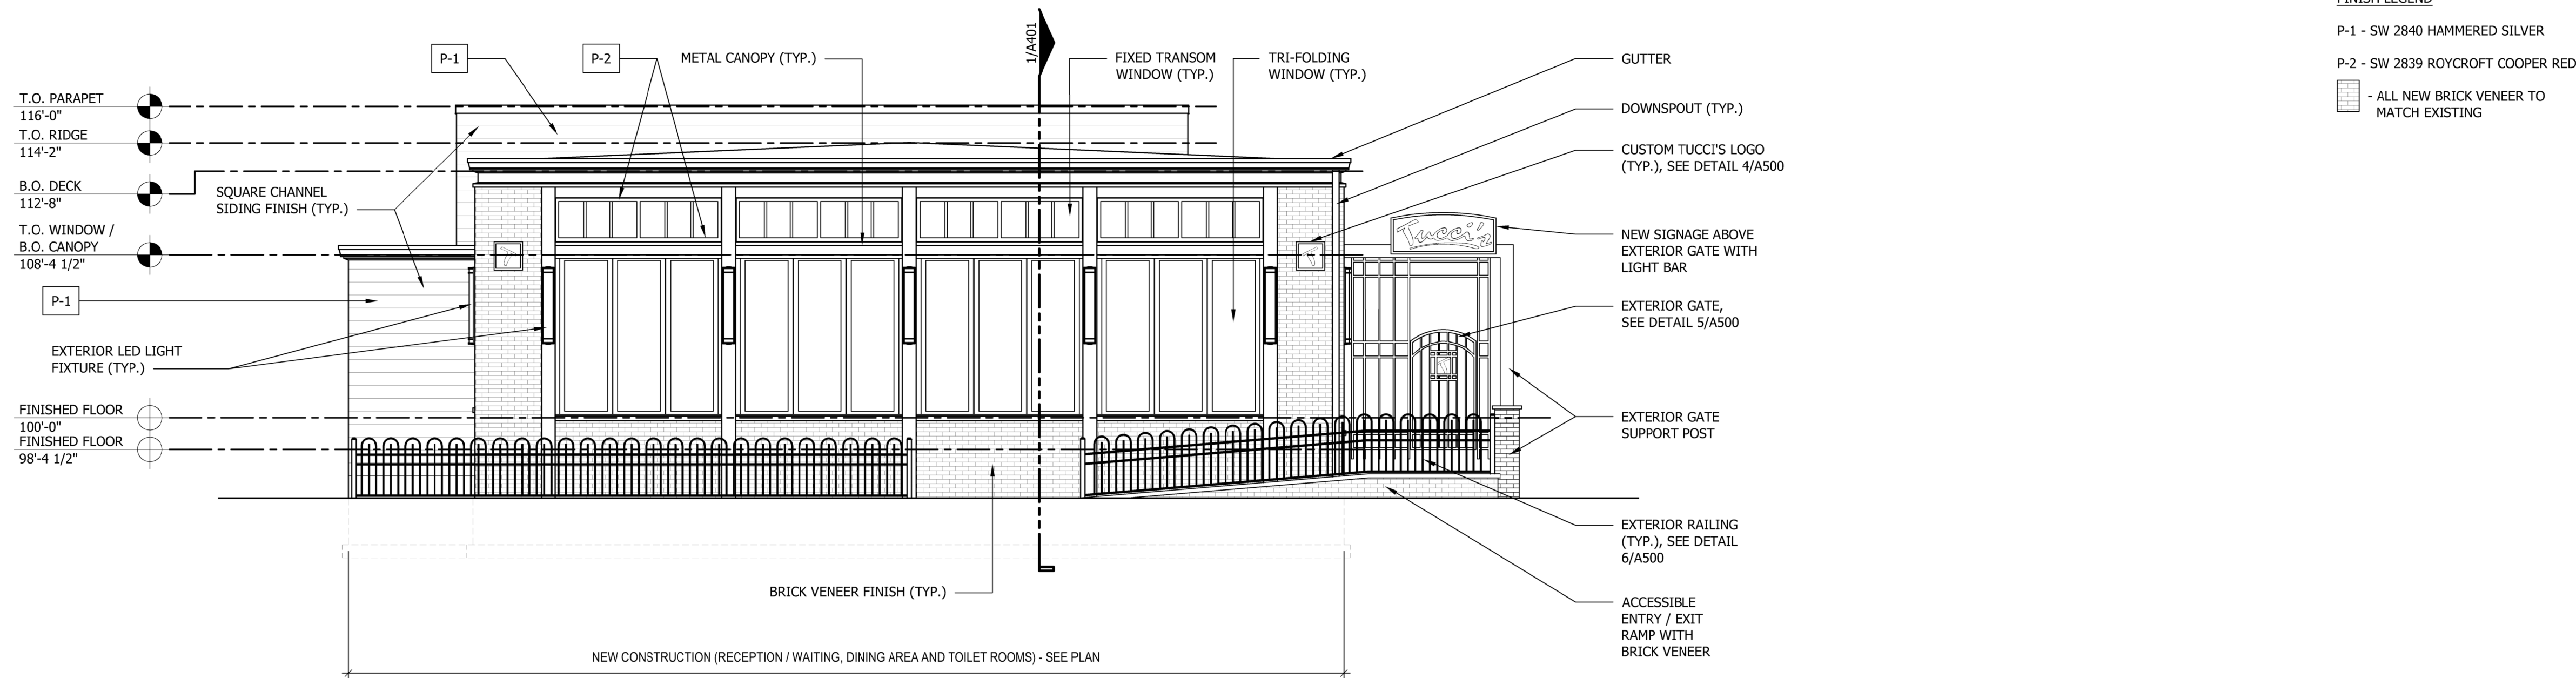 FINISH LEGEND
P-1 - SW 2840 HAMMERED SILVER
P-2 - SW 2839 ROYCROFT COOPER RED
- ALL NEW BRICK VENEER TO
MATCH EXISTING
1/A401
P-1
P-2
METAL CANOPY (TYP.)
FIXED TRANSOM
WINDOW (TYP.)
TRI-FOLDING
WINDOW (TYP.)
GUTTER
DOWNSPOUT (TYP.)
CUSTOM TUCCI'S LOGO
(TYP.), SEE DETAIL 4/A500
T.O. PARAPET
116'-0"
T.O. RIDGE
114'-2"
B.O. DECK
112'-8"
SQUARE CHANNEL
SIDING FINISH (TYP.)
T.O. WINDOW /
B.O. CANOPY
108'-4 1/2"
P-1
EXTERIOR LED LIGHT
FIXTURE (TYP.)
FINISHED FLOOR
100'-0"
FINISHED FLOOR
98'-4 1/2"
Tucci'z
NEW SIGNAGE ABOVE
EXTERIOR GATE WITH
LIGHT BAR
EXTERIOR GATE,
SEE DETAIL 5/A500
EXTERIOR GATE
SUPPORT POST
EXTERIOR RAILING
(TYP.), SEE DETAIL
6/A500
ACCESSIBLE
ENTRY / EXIT
RAMP WITH
BRICK VENEER
BRICK VENEER FINISH (TYP.)
NEW CONSTRUCTION (RECEPTION / WAITING, DINING AREA AND TOILET ROOMS) - SEE PLAN